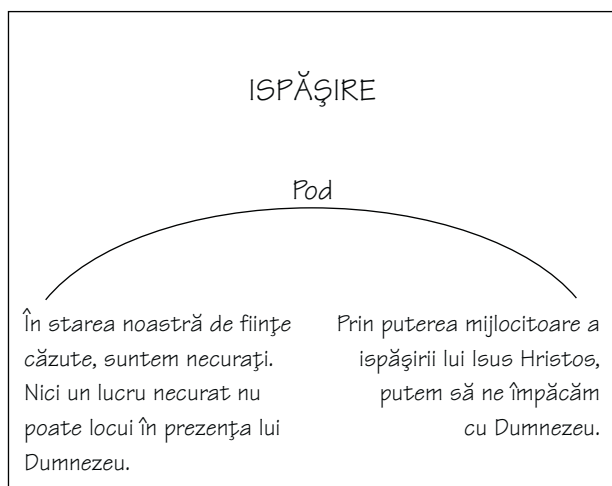 ISPĂŞIRE
Pod
În starea noastră de fiinţe
căzute, suntem necuraţi.
Nici un lucru necurat nu
poate locui în prezenţa lui
Dumnezeu.
Prin puterea mijlocitoare a
ispăşirii lui Isus Hristos,
putem să ne împăcăm
cu Dumnezeu.